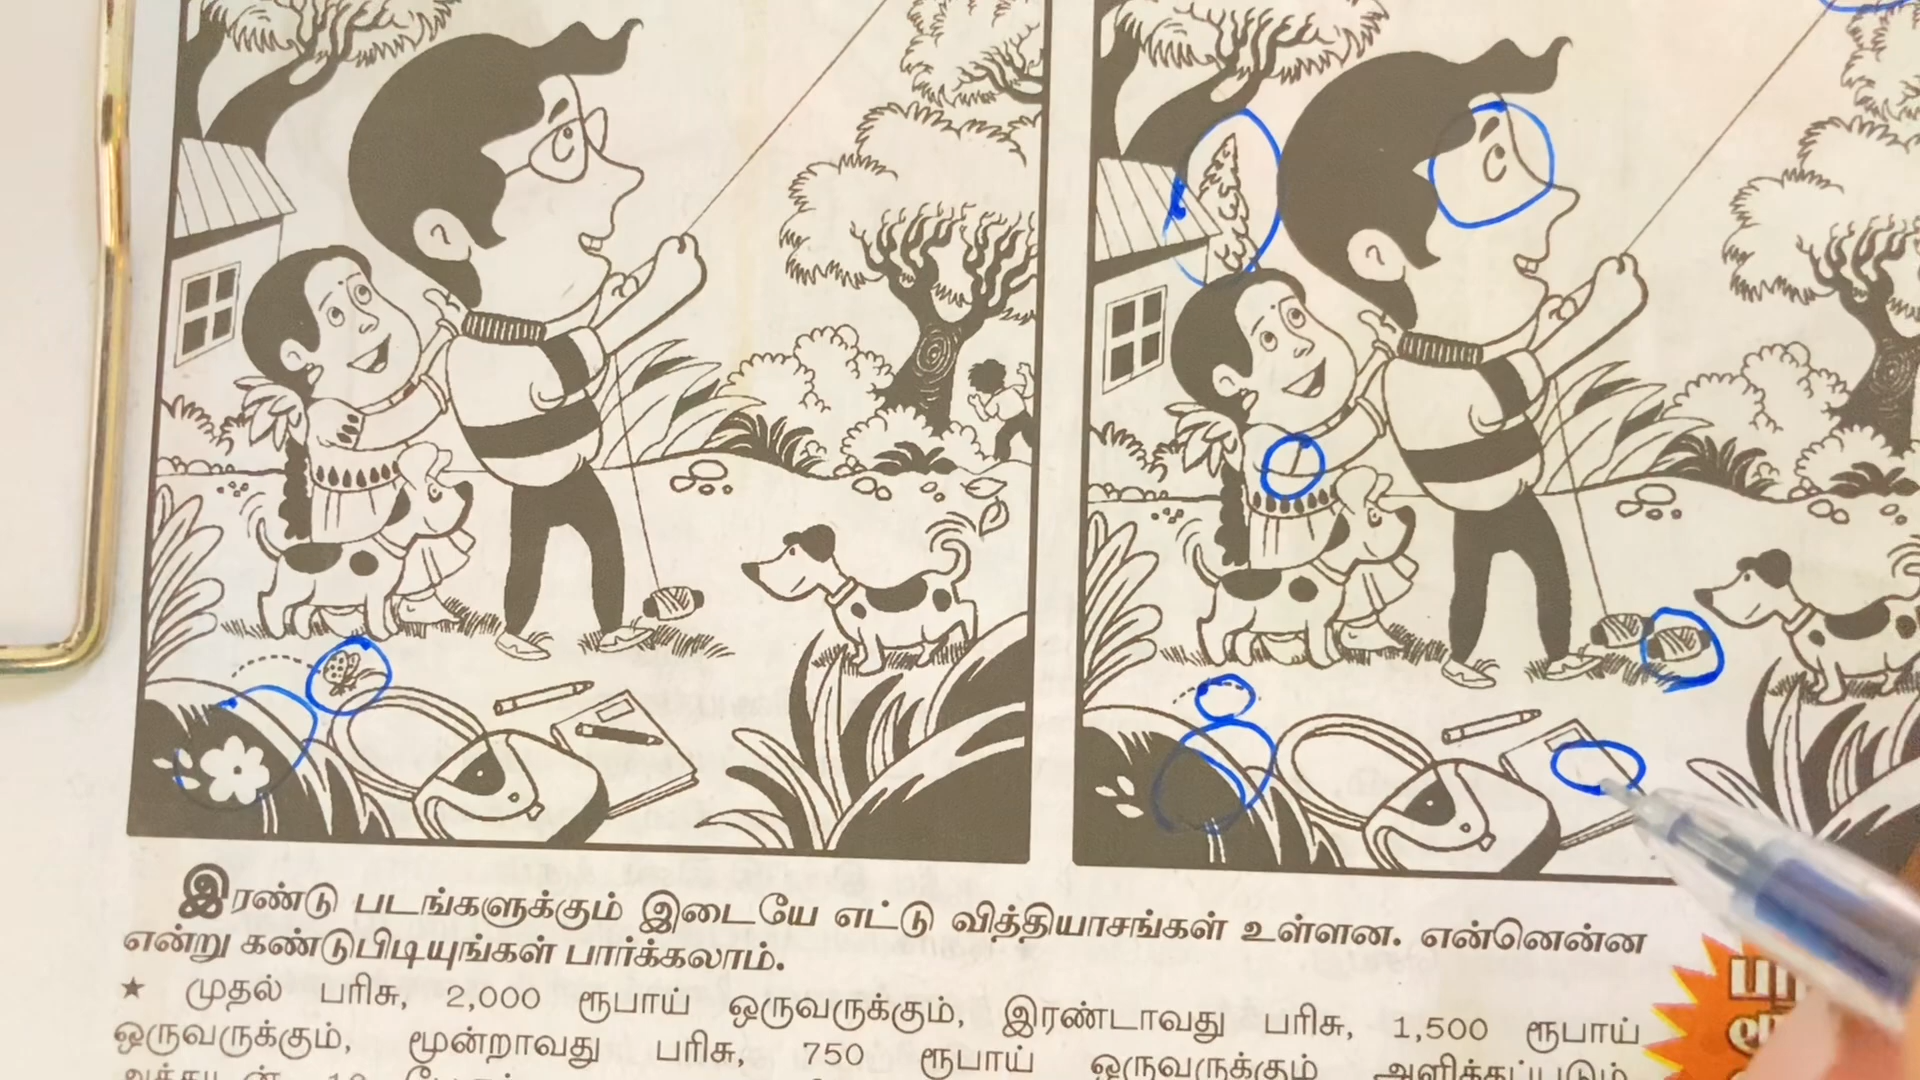 இரண்டு படங்களுக்கும் இடையே எட்டு வித்தியாசங்கள் உள்ளன. என்னென்ன
என்று கண்டுபிடியுங்கள் பார்க்கலாம்.
★ முதல் பரிசு, 2,000 ரூபாய் ஒருவருக்கும், இரண்டாவது பரிசு, 1,500 ரூபாய்
ஒருவருக்கும், மூன்றாவது பரிசு, 750 ரூபாய் ஒருவருக்கும் அளிக்கப்படும்.